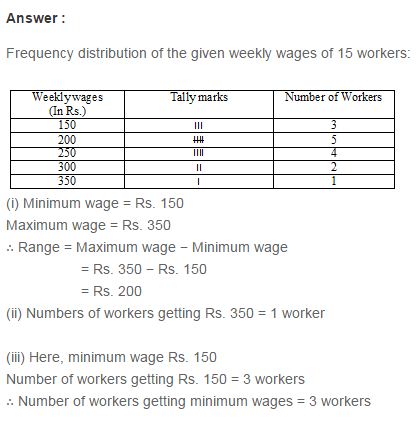 Answer :
Frequency distribution of the given weekly wages of 15 workers:
Weekly wages Tally marks Number of Workers
(In Rs.)
150 III 3
200 𝍸 5
250 IIII 4
300 II 2
350 I 1
(i) Minimum wage = Rs. 150
Maximum wage = Rs. 350
∴ Range = Maximum wage − Minimum wage
= Rs. 350 − Rs. 150
= Rs. 200
(ii) Numbers of workers getting Rs. 350 = 1 worker
(iii) Here, minimum wage Rs. 150
Number of workers getting Rs. 150 = 3 workers
∴ Number of workers getting minimum wages = 3 workers